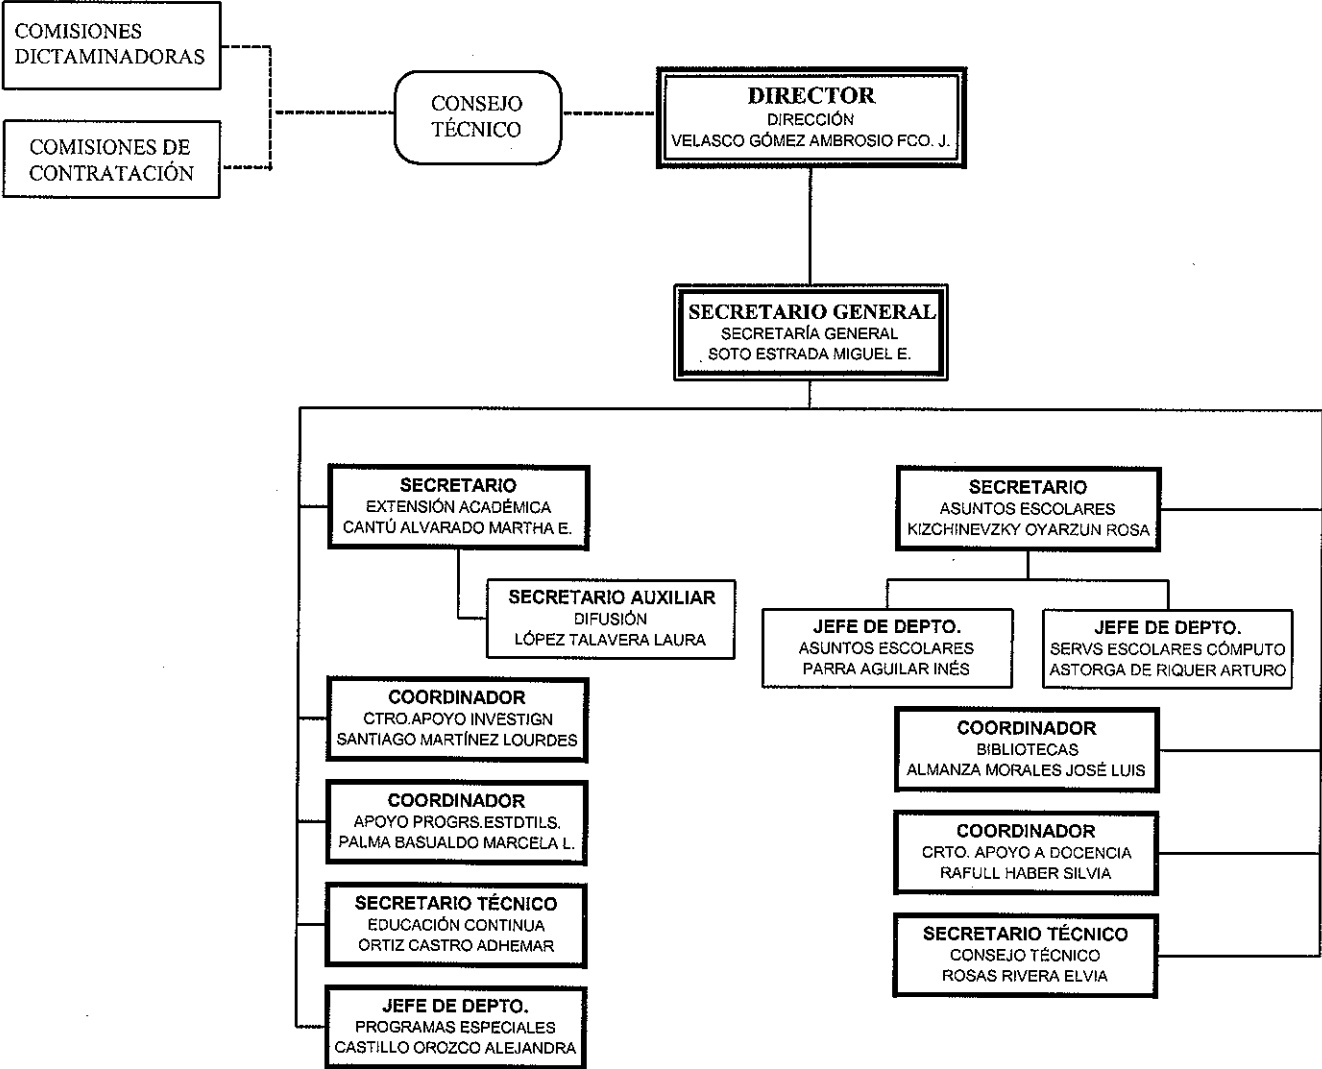 COMISIONES
DICTAMINADORAS
COMISIONES DE
CONTRATACIÓN
CONSEJO
TÉCNICO
DIRECTOR
DIRECCIÓN
VELASCO GÓMEZ AMBROSIO FCO. J.
SECRETARIO GENERAL
SECRETARÍA GENERAL
SOTO ESTRADA MIGUEL E.
SECRETARIO
EXTENSIÓN ACADÉMICA
CANTÚ ALVARADO MARTHA E.
SECRETARIO AUXILIAR
DIFUSIÓN
LÓPEZ TALAVERA LAURA
COORDINADOR
CTRO.APOYO INVESTIGN
SANTIAGO MARTÍNEZ LOURDES
COORDINADOR
APOYO PROGRS.ESTDTILS.
PALMA BASUALDO MARCELA L.
SECRETARIO TÉCNICO
EDUCACIÓN CONTINUA
ORTIZ CASTRO ADHEMAR
JEFE DE DEPTO.
PROGRAMAS ESPECIALES
CASTILLO OROZCO ALEJANDRA
SECRETARIO
ASUNTOS ESCOLARES
KIZCHINEVZKY OYARZUN ROSA
JEFE DE DEPTO.
ASUNTOS ESCOLARES
PARRA AGUILAR INÉS
JEFE DE DEPTO.
SERVS ESCOLARES CÓMPUTO
ASTORGA DE RIQUER ARTURO
COORDINADOR
BIBLIOTECAS
ALMANZA MORALES JOSÉ LUIS
COORDINADOR
CRTO. APOYO A DOCENCIA
RAFULL HABER SILVIA
SECRETARIO TÉCNICO
CONSEJO TÉCNICO
ROSAS RIVERA ELVIA